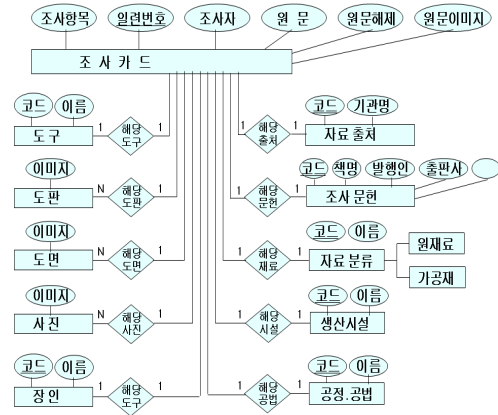 조사항목 일련번호 조사자 원 문 원문해제 원문이미지
조 사 카 드
코드 이름 코드 기관명
도구 1 해당 도구 1 1 해당 출처 1 자료 출처
이미지 코드 책명 발행인 출판사
도판 N 해당 도판 1 1 해당 문헌 1 조사 문헌
이미지 코드 이름 원재료
도면 N 해당 도면 1 1 해당 재료 1 자료 분류
가공재
이미지 코드 이름
사진 N 해당 사진 1 1 해당 시설 1 생산시설
코드 이름 코드 이름
장인 1 해당 도구 1 1 해당 공법 1 공정.공법